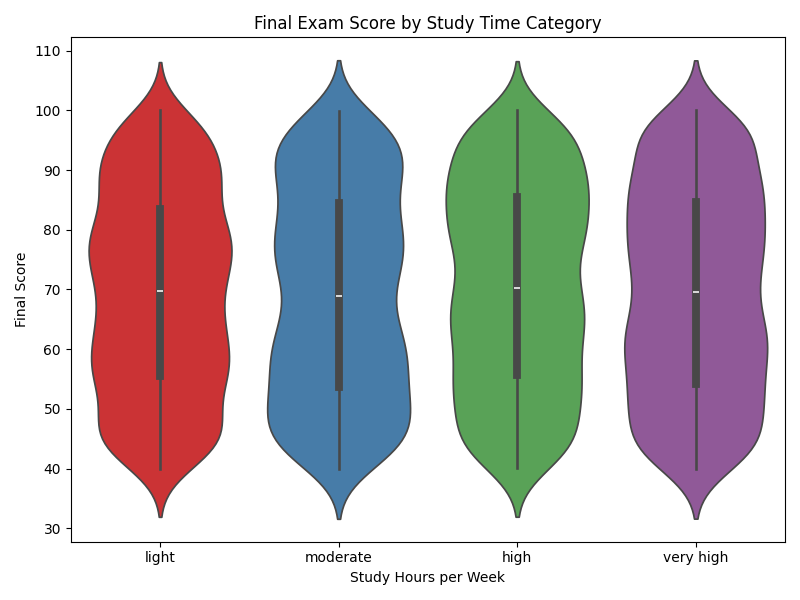 Final Exam Score by Study Time Category
Final Score
110
100
90
80
70
60
50
40
30
light moderate high very high
Study Hours per Week